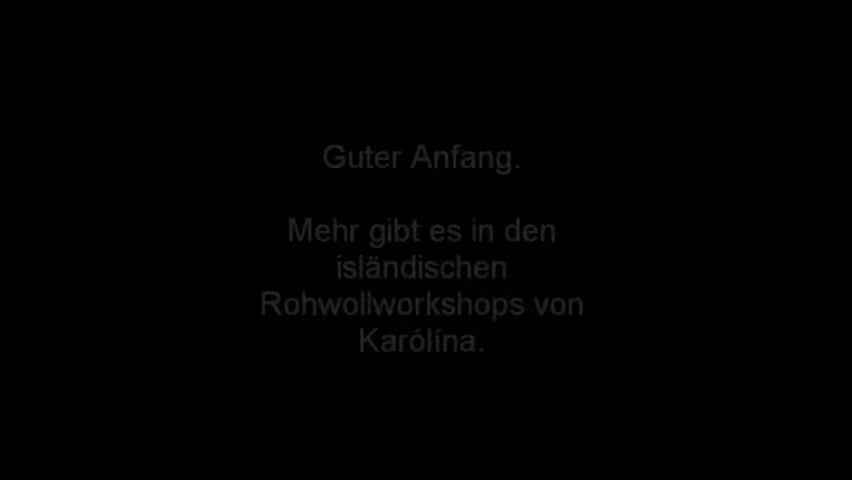 Guter Anfang.
Mehr gibt es in den
isländischen
Rohwollworkshops von
Karólína.